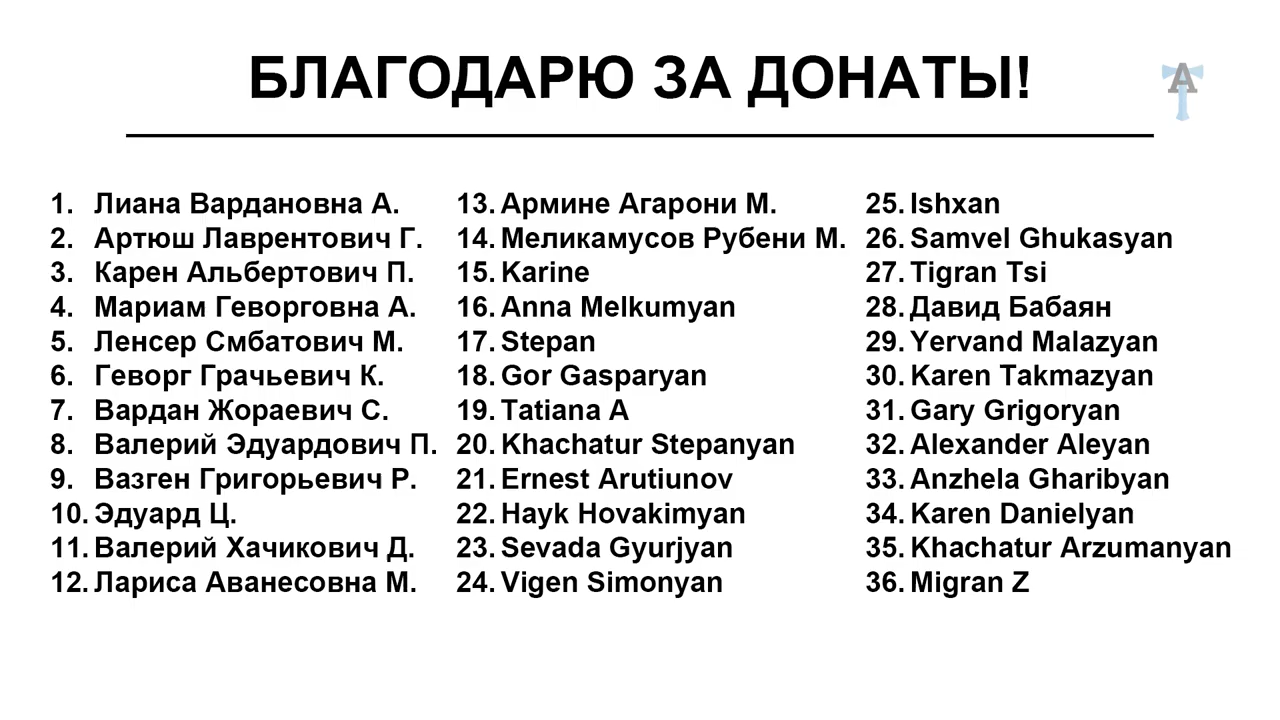 БЛАГОДАРЮ ЗА ДОНАТЫ!
A
1. Лиана Вардановна А.
2. Артюш Лаврентович Г.
3. Карен Альбертович П.
4. Мариам Геворговна А.
5. Ленсер Смбатович М.
6. Геворг Грачьевич К.
7. Вардан Жораевич С.
8. Валерий Эдуардович П.
9. Вазген Григорьевич Р.
10. Эдуард Ц.
11. Валерий Хачикович Д.
12. Лариса Аванесовна М.
13. Армине Агарони М.
14. Меликамусов Рубени М.
15. Karine
16. Anna Melkumyan
17. Stepan
18. Gor Gasparyan
19. Tatiana A
20. Khachatur Stepanyan
21. Ernest Arutiunov
22. Hayk Hovakimyan
23. Sevada Gyurjyan
24. Vigen Simonyan
25. Ishxan
26. Samvel Ghukasyan
27. Tigran Tsi
28. Давид Бабаян
29. Yervand Malazyan
30. Karen Takmazyan
31. Gary Grigoryan
32. Alexander Aleyan
33. Anzhela Gharibyan
34. Karen Danielyan
35. Khachatur Arzumanyan
36. Migran Z